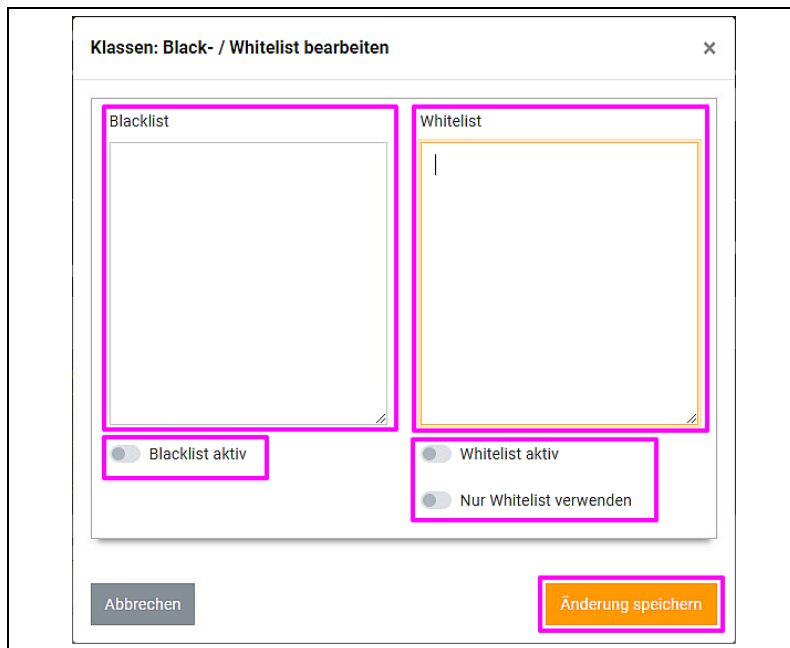 Klassen: Black- / Whitelist bearbeiten ×
Blacklist
Whitelist
Blacklist aktiv
Whitelist aktiv
Nur Whitelist verwenden
Abbrechen
Änderung speichern